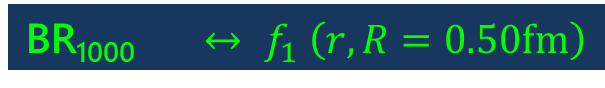 BR₁₀₀₀ ↔ f₁ (r, R = 0.50fm)